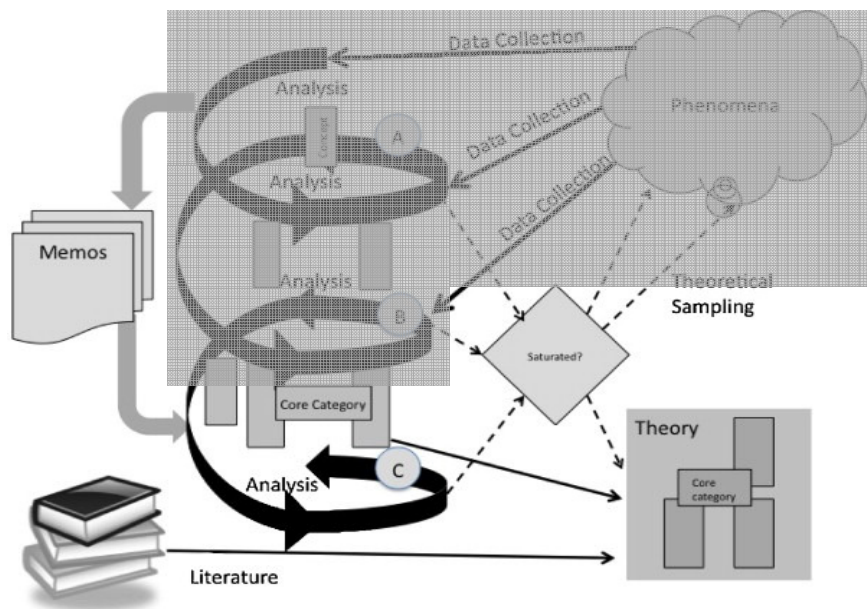 Data Collection
Analysis
Phenomena
Concept
A
Data Collection
Analysis
Data Collection
Memos
Analysis
Theoretical
Sampling
B
Saturated?
Core Category
Theory
C
Analysis
Core
category
Literature